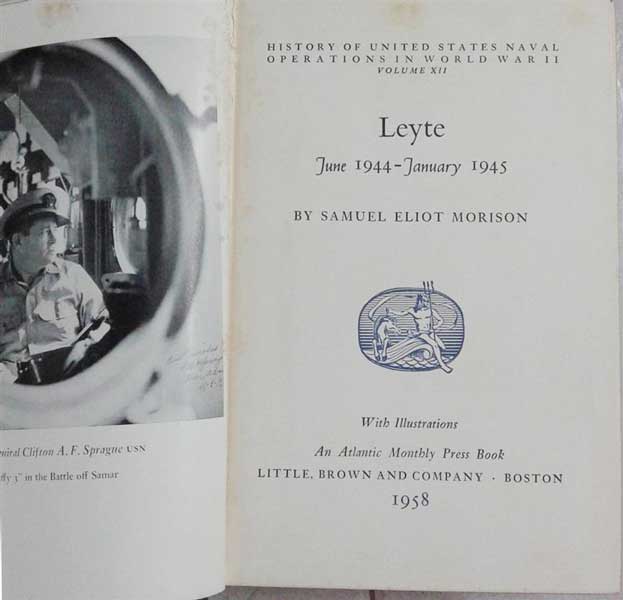 miral Clifton A. F. Sprague USN
ffy 3" in the Battle off Samar
HISTORY OF UNITED STATES NAVAL
OPERATIONS IN WORLD WAR II
VOLUME XII
Leyte
June 1944–January 1945
BY SAMUEL ELIOT MORISON
With Illustrations
An Atlantic Monthly Press Book
LITTLE, BROWN AND COMPANY · BOSTON
1958